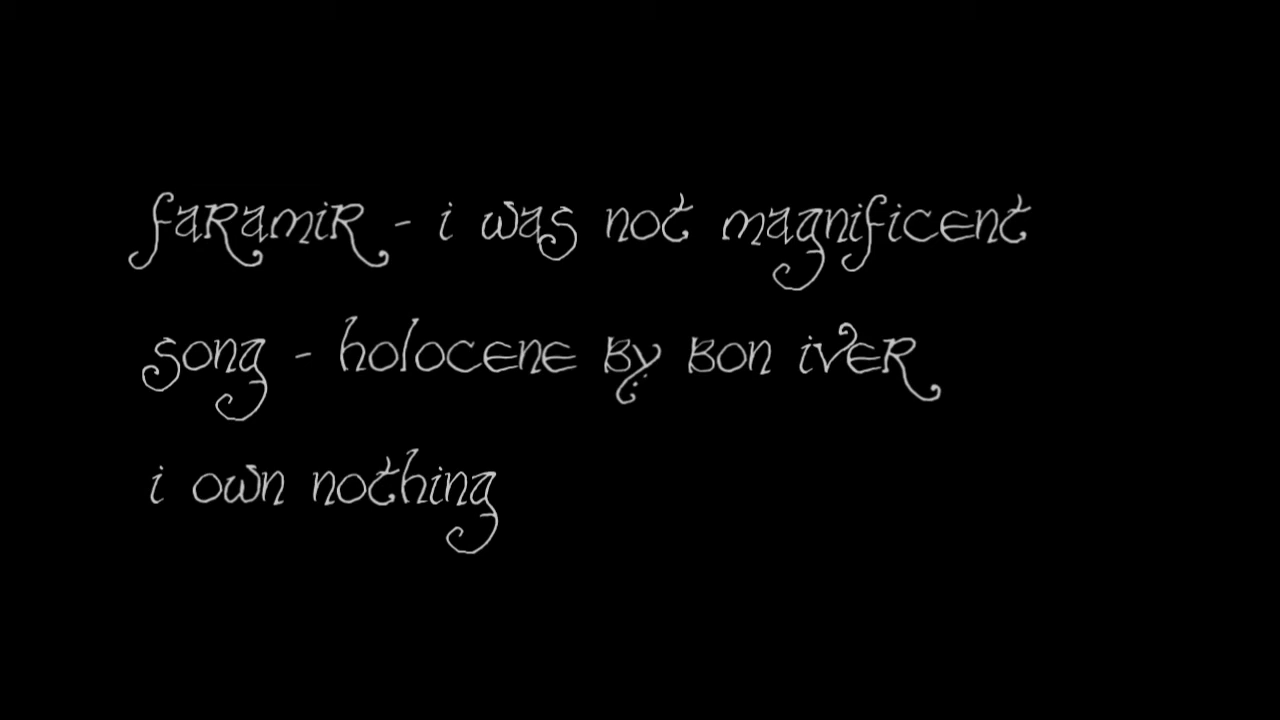 faramir - i was not magnificent
song - holocene by bon iver
i own nothing